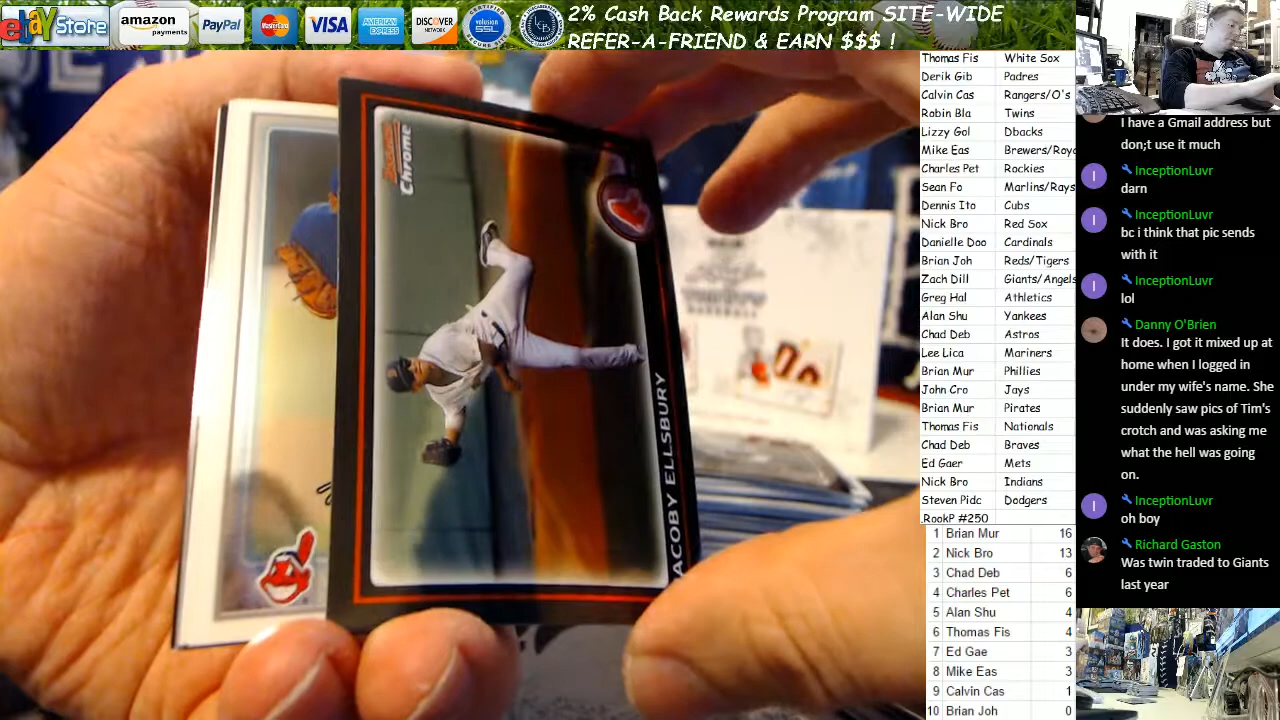 ebay Store
amazon
payments
PayPal
MasterCard
VISA
AMERICAN
EXPRESS
DISCOVER
NETWORK
SSL
2% Cash Back Rewards Program SITE-WIDE
REFER-A-FRIEND & EARN $$$ !
Bowman
Chrome
JACOBY ELLSBURY
BASEBALL
Thomas Fis White Sox
Derik Gib Padres
Calvin Cas Rangers/O's
Robin Bla Twins
Lizzy Gol Dbacks
Mike Eas Brewers/Roya
Charles Pet Rockies
Sean Fo Marlins/Rays
Dennis Ito Cubs
Nick Bro Red Sox
Danielle Doo Cardinals
Brian Joh Reds/Tigers
Zach Dill Giants/Angels
Greg Hal Athletics
Alan Shu Yankees
Chad Deb Astros
Lee Lica Mariners
Brian Mur Phillies
John Cro Jays
Brian Mur Pirates
Thomas Fis Nationals
Chad Deb Braves
Ed Gaer Mets
Nick Bro Indians
Steven Pidc Dodgers
RookP #250
1 Brian Mur 16
2 Nick Bro 13
3 Chad Deb 6
4 Charles Pet 6
5 Alan Shu 4
6 Thomas Fis 4
7 Ed Gae 3
8 Mike Eas 3
9 Calvin Cas 1
10 Brian Joh 0
I have a Gmail address but
don;t use it much
I InceptionLuvr
darn
I InceptionLuvr
bc i think that pic sends
with it
I InceptionLuvr
lol
Danny O'Brien
It does. I got it mixed up at
home when I logged in
under my wife's name. She
suddenly saw pics of Tim's
crotch and was asking me
what the hell was going
on.
I InceptionLuvr
oh boy
Richard Gaston
Was twin traded to Giants
last year